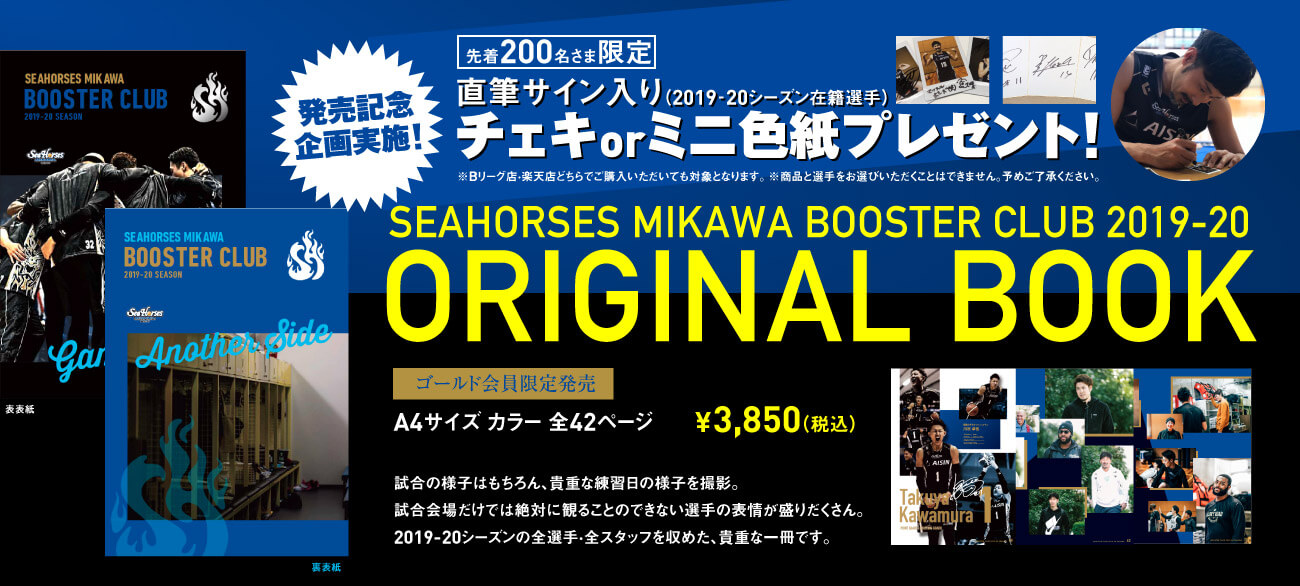 SEAHORSES MIKAWA
BOOSTER CLUB
2019-20 SEASON
SeaHorses
Gam
表表紙
SEAHORSES MIKAWA
BOOSTER CLUB
2019-20 SEASON
SeaHorses
Another Side
裏表紙
発売記念
企画実施!
先着200名さま限定
直筆サイン入り(2019-20シーズン在籍選手)
チェキorミニ色紙プレゼント!
※Bリーグ店・楽天店どちらでご購入いただいても対象となります。 ※商品と選手をお選びいただくことはできません。予めご了承ください。
AISIN
SEAHORSES MIKAWA BOOSTER CLUB 2019-20
ORIGINAL BOOK
ゴールド会員限定発売
A4サイズ カラー 全42ページ
¥3,850(税込)
試合の様子はもちろん、貴重な練習日の様子を撮影。
試合会場だけでは絶対に観ることのできない選手の表情が盛りだくさん。
2019-20シーズンの全選手・全スタッフを収めた、貴重な一冊です。
AISIN
Takuya
Kawamura
1